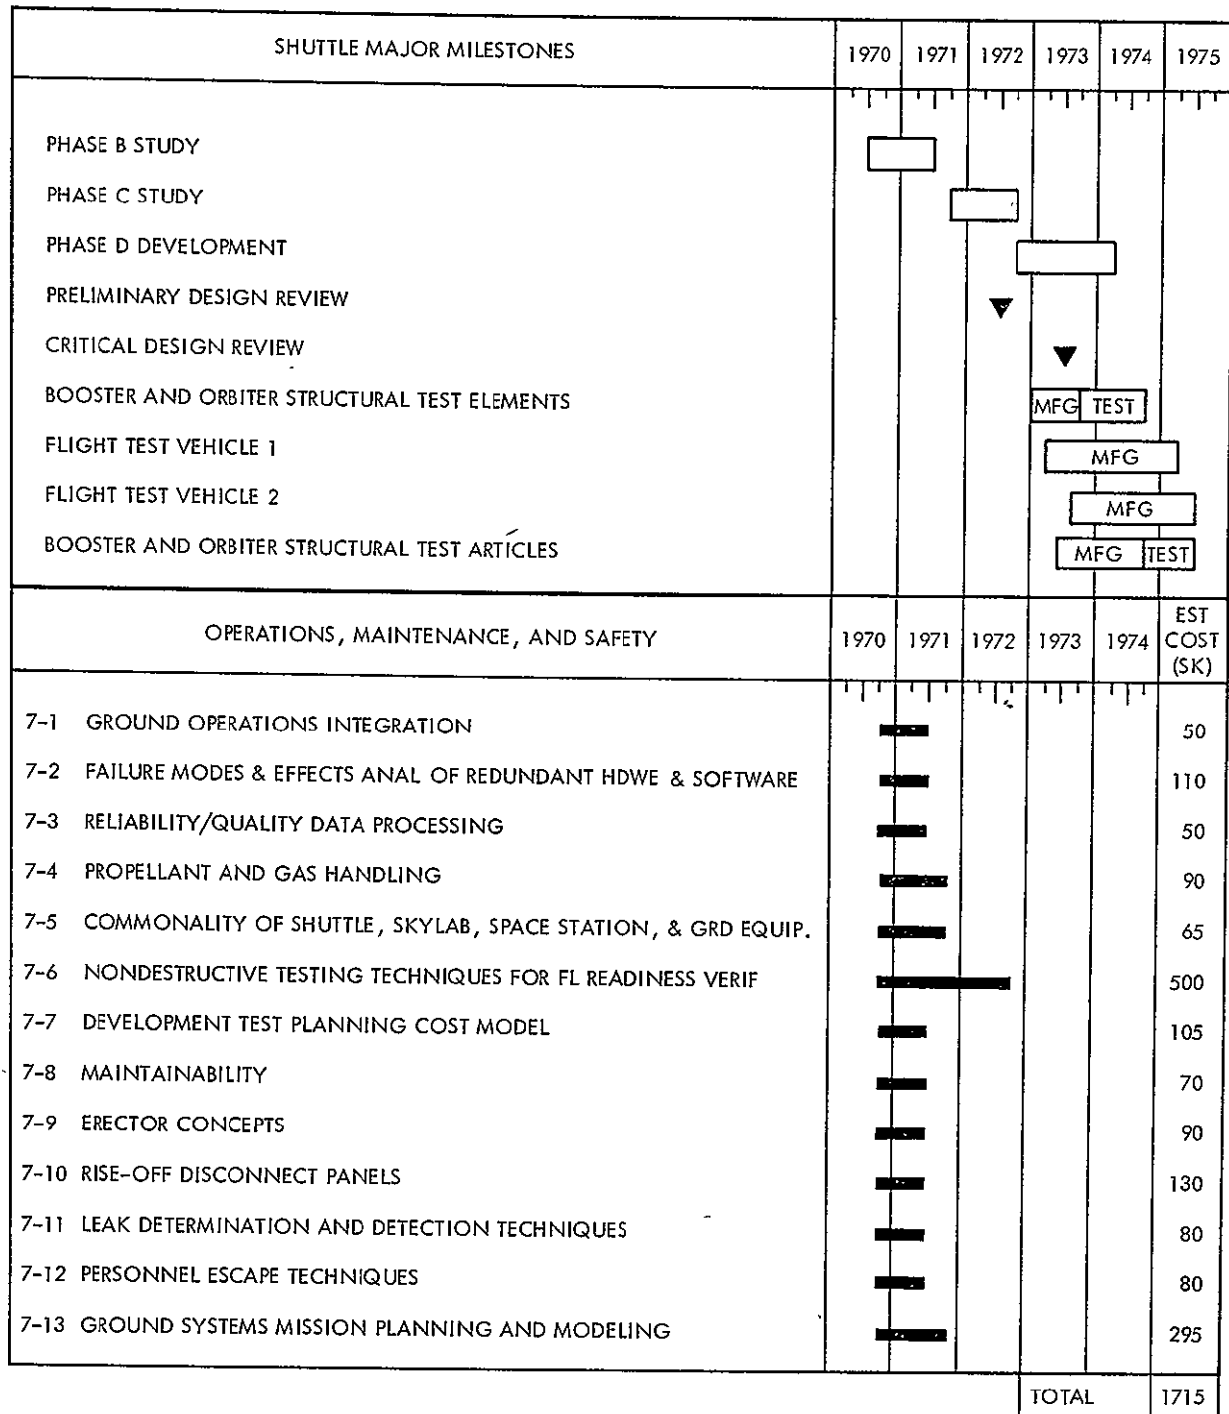 SHUTTLE MAJOR MILESTONES 1970 1971 1972 1973 1974 1975
PHASE B STUDY
PHASE C STUDY
PHASE D DEVELOPMENT
PRELIMINARY DESIGN REVIEW
CRITICAL DESIGN REVIEW
BOOSTER AND ORBITER STRUCTURAL TEST ELEMENTS MFG TEST
FLIGHT TEST VEHICLE 1 MFG
FLIGHT TEST VEHICLE 2 MFG
BOOSTER AND ORBITER STRUCTURAL TEST ARTICLES MFG TEST
OPERATIONS, MAINTENANCE, AND SAFETY 1970 1971 1972 1973 1974 EST COST (SK)
7-1 GROUND OPERATIONS INTEGRATION 50
7-2 FAILURE MODES & EFFECTS ANAL OF REDUNDANT HDWE & SOFTWARE 110
7-3 RELIABILITY/QUALITY DATA PROCESSING 50
7-4 PROPELLANT AND GAS HANDLING 90
7-5 COMMONALITY OF SHUTTLE, SKYLAB, SPACE STATION, & GRD EQUIP. 65
7-6 NONDESTRUCTIVE TESTING TECHNIQUES FOR FL READINESS VERIF 500
7-7 DEVELOPMENT TEST PLANNING COST MODEL 105
7-8 MAINTAINABILITY 70
7-9 ERECTOR CONCEPTS 90
7-10 RISE-OFF DISCONNECT PANELS 130
7-11 LEAK DETERMINATION AND DETECTION TECHNIQUES 80
7-12 PERSONNEL ESCAPE TECHNIQUES 80
7-13 GROUND SYSTEMS MISSION PLANNING AND MODELING 295
TOTAL 1715